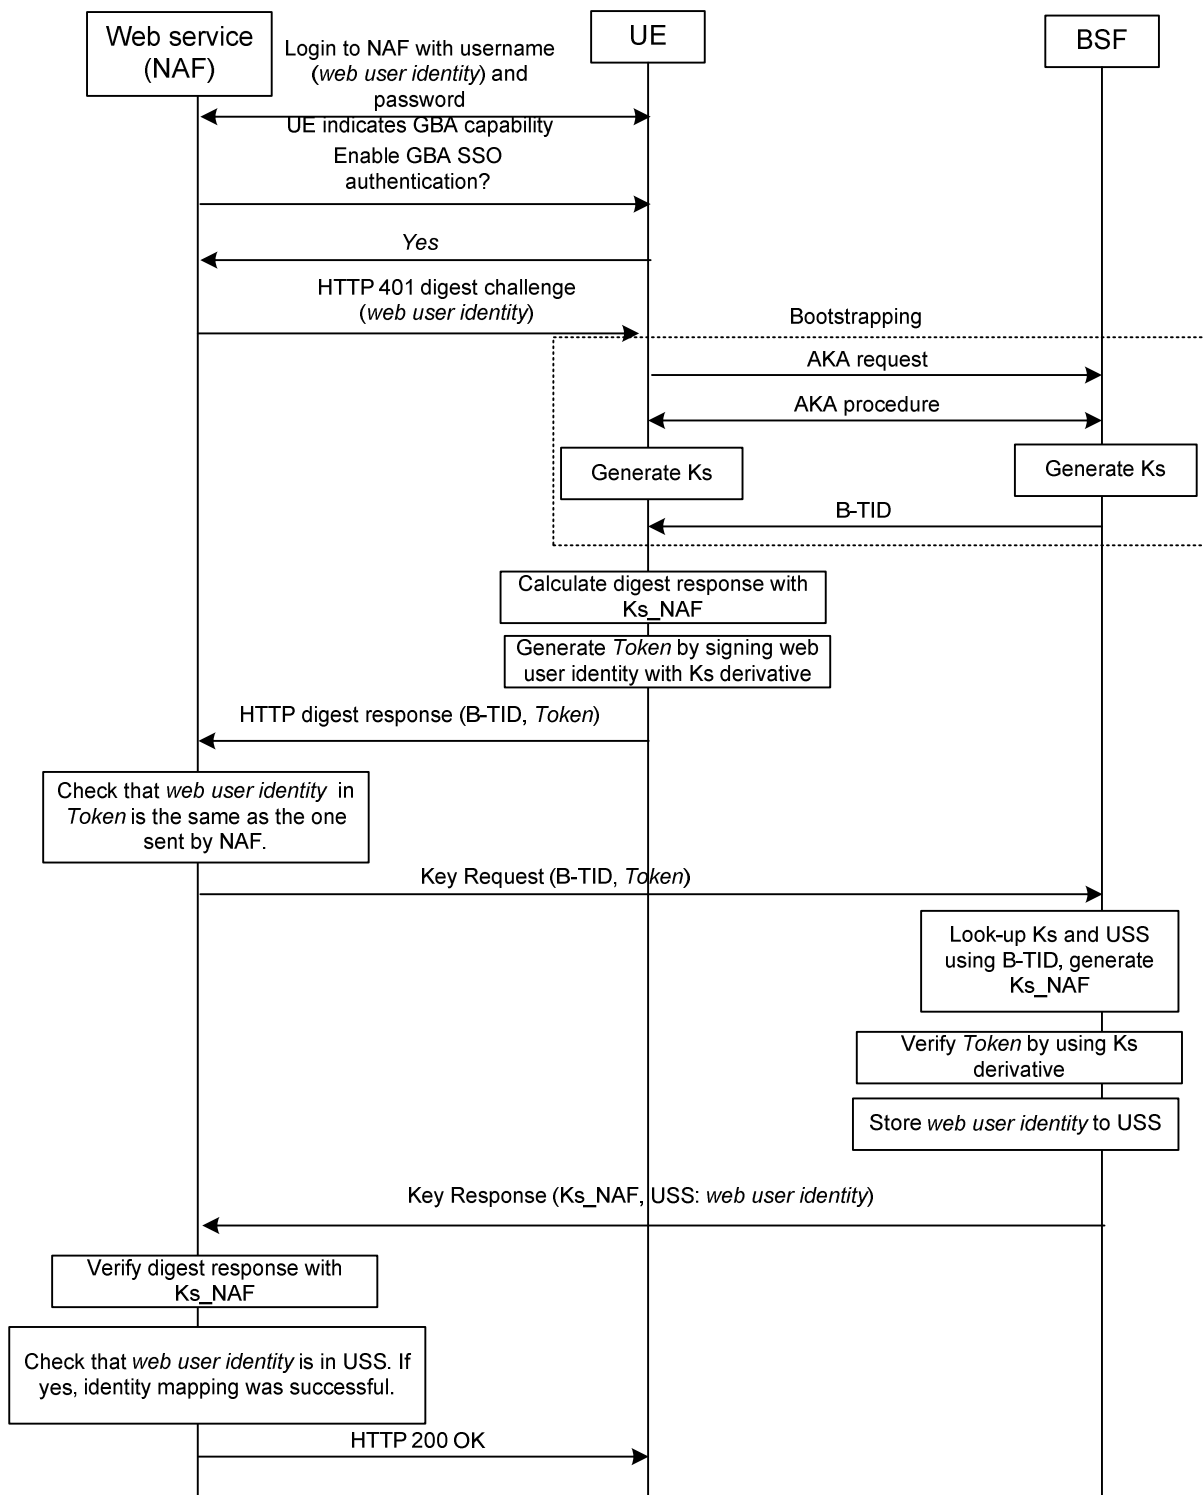 Web service
(NAF)
UE
BSF
Login to NAF with username
(web user identity) and
password
UE indicates GBA capability
Enable GBA SSO
authentication?
Yes
HTTP 401 digest challenge
(web user identity)
Bootstrapping
AKA request
AKA procedure
Generate Ks
Generate Ks
B-TID
Calculate digest response with
Ks_NAF
Generate Token by signing web
user identity with Ks derivative
HTTP digest response (B-TID, Token)
Check that web user identity in
Token is the same as the one
sent by NAF.
Key Request (B-TID, Token)
Look-up Ks and USS
using B-TID, generate
Ks_NAF
Verify Token by using Ks
derivative
Store web user identity to USS
Key Response (Ks_NAF, USS: web user identity)
Verify digest response with
Ks_NAF
Check that web user identity is in USS. If
yes, identity mapping was successful.
HTTP 200 OK